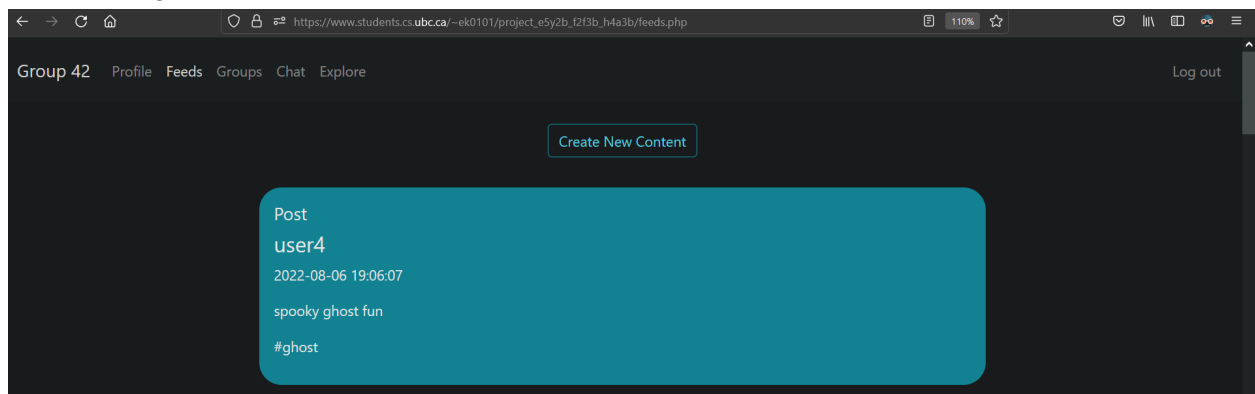 https://www.students.cs.ubc.ca/~ek0101/project_e5y2b_f2f3b_h4a3b/feeds.php 110%
Group 42 Profile Feeds Groups Chat Explore Log out
Create New Content
Post
user4
2022-08-06 19:06:07
spooky ghost fun
#ghost